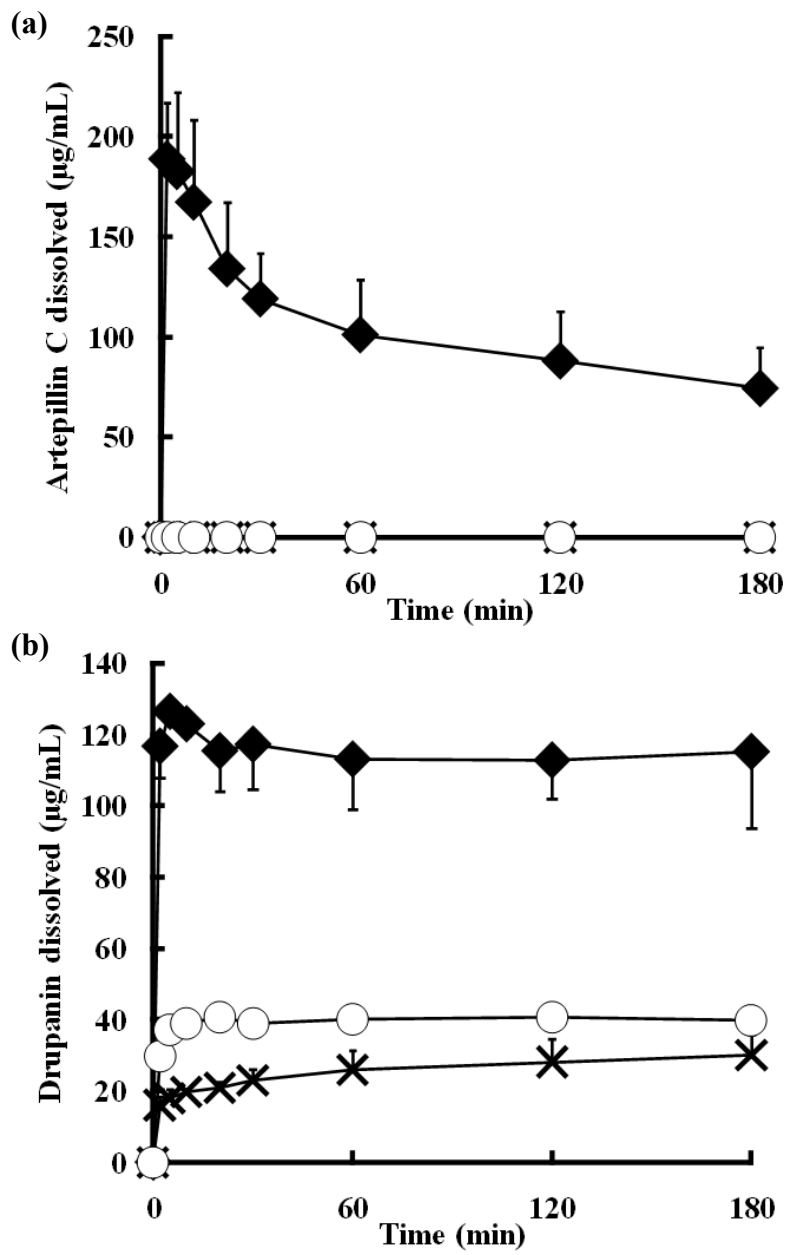 (a)
Artepillin C dissolved (µg/mL)
250
200
150
100
50
0
0 60 120 180
Time (min)
(b)
Drupanin dissolved (µg/mL)
140
120
100
80
60
40
20
0
0 60 120 180
Time (min)